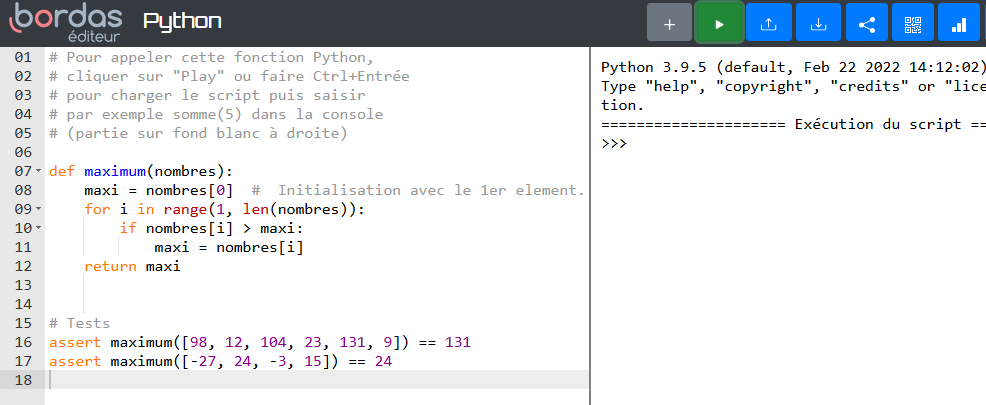 bordas
éditeur
Python
01 # Pour appeler cette fonction Python,
02 # cliquer sur "Play" ou faire Ctrl+Entrée
03 # pour charger le script puis saisir
04 # par exemple somme(5) dans la console
05 # (partie sur fond blanc à droite)
06
07 def maximum(nombres):
08     maxi = nombres[0]  #  Initialisation avec le 1er element.
09     for i in range(1, len(nombres)):
10         if nombres[i] > maxi:
11             maxi = nombres[i]
12     return maxi
13
14
15 # Tests
16 assert maximum([98, 12, 104, 23, 131, 9]) == 131
17 assert maximum([-27, 24, -3, 15]) == 24
18
Python 3.9.5 (default, Feb 22 2022 14:12:02)
Type "help", "copyright", "credits" or "lice
tion.
===================== Exécution du script ==
>>>